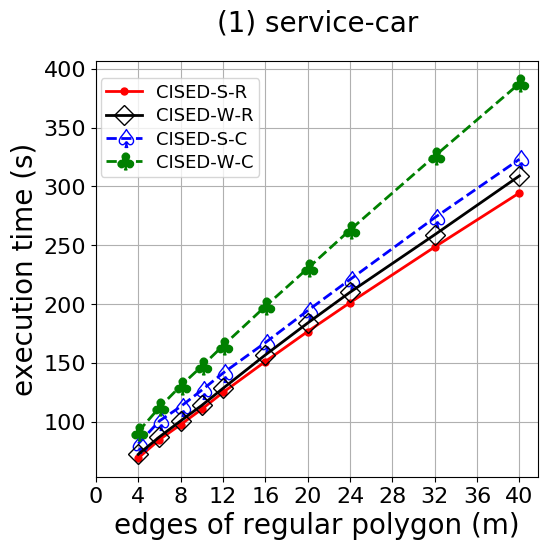 (1) service-car
execution time (s)
400
350
300
250
200
150
100
CISED-S-R
CISED-W-R
CISED-S-C
CISED-W-C
0 4 8 12 16 20 24 28 32 36 40
edges of regular polygon (m)